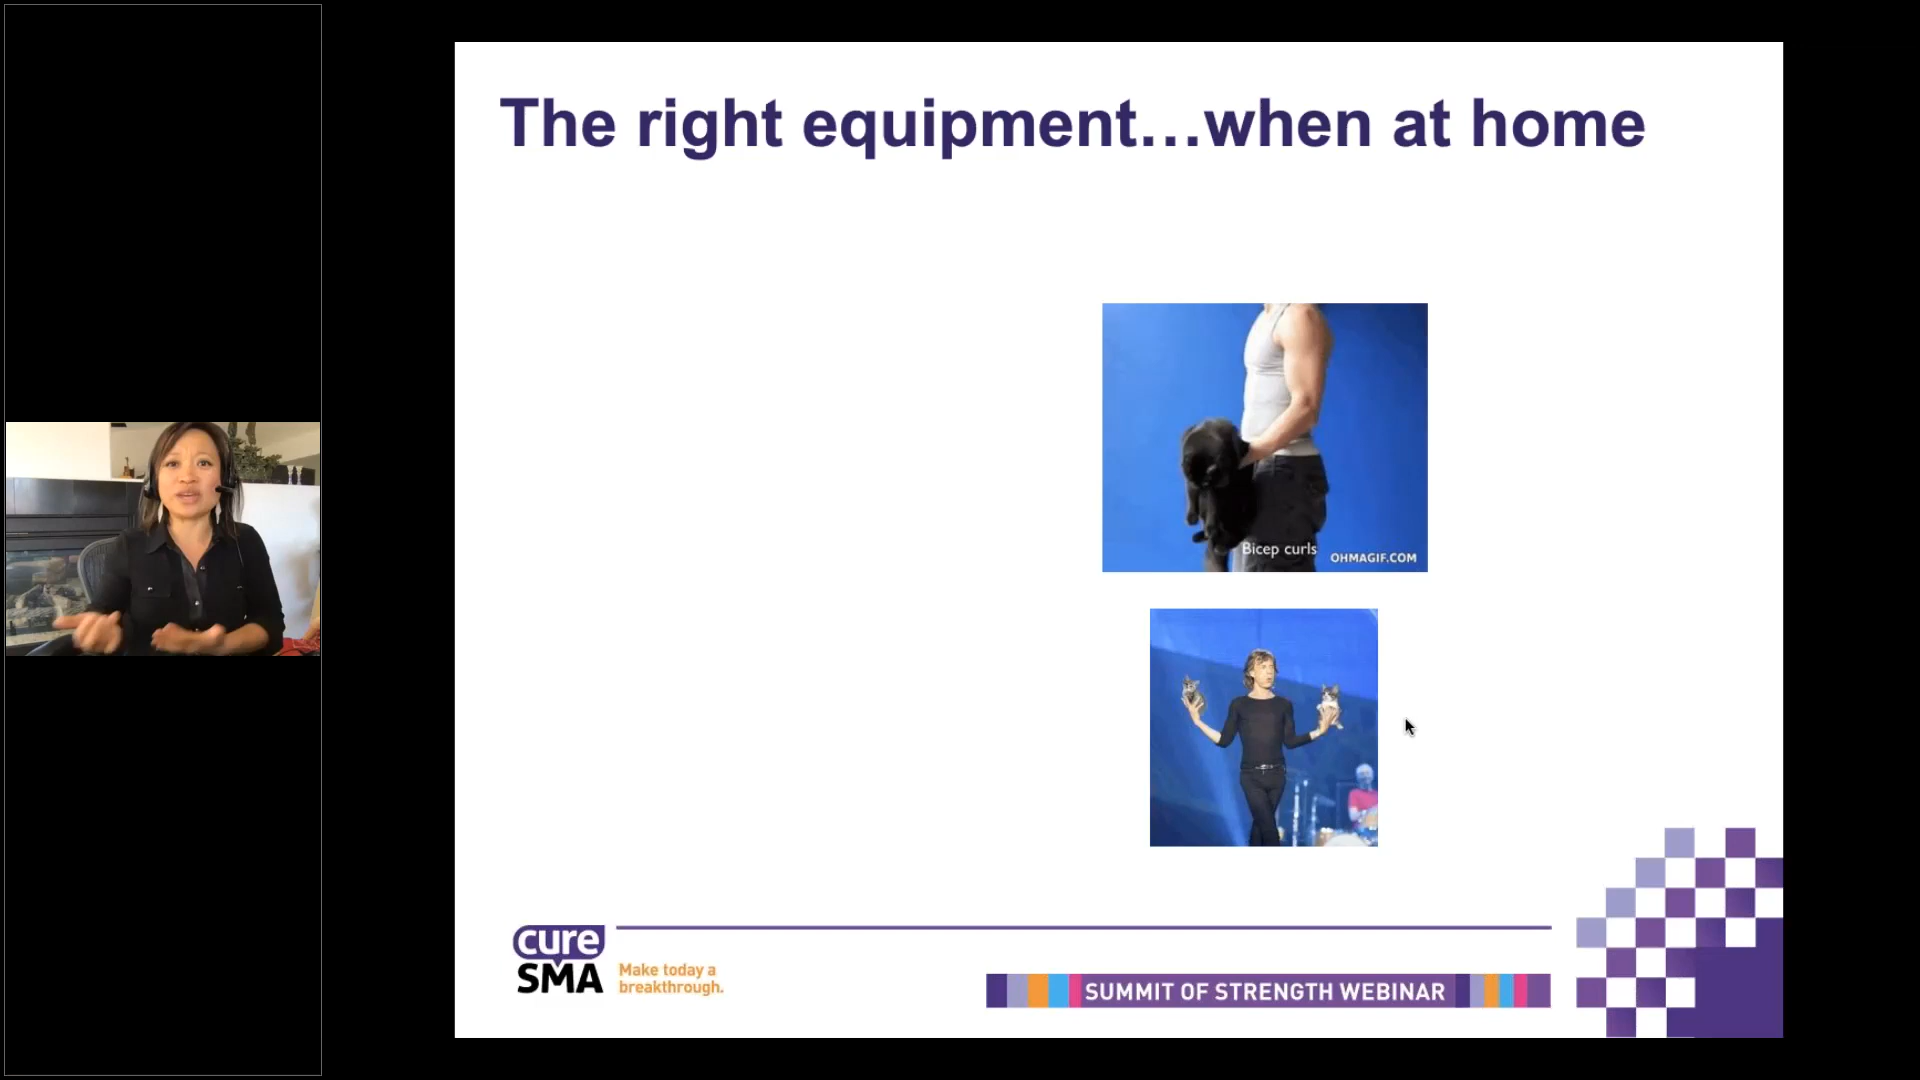 The right equipment…when at home
Bicep curls
OHMAGIF.COM
cure
SMA
Make today a
breakthrough.
SUMMIT OF STRENGTH WEBINAR